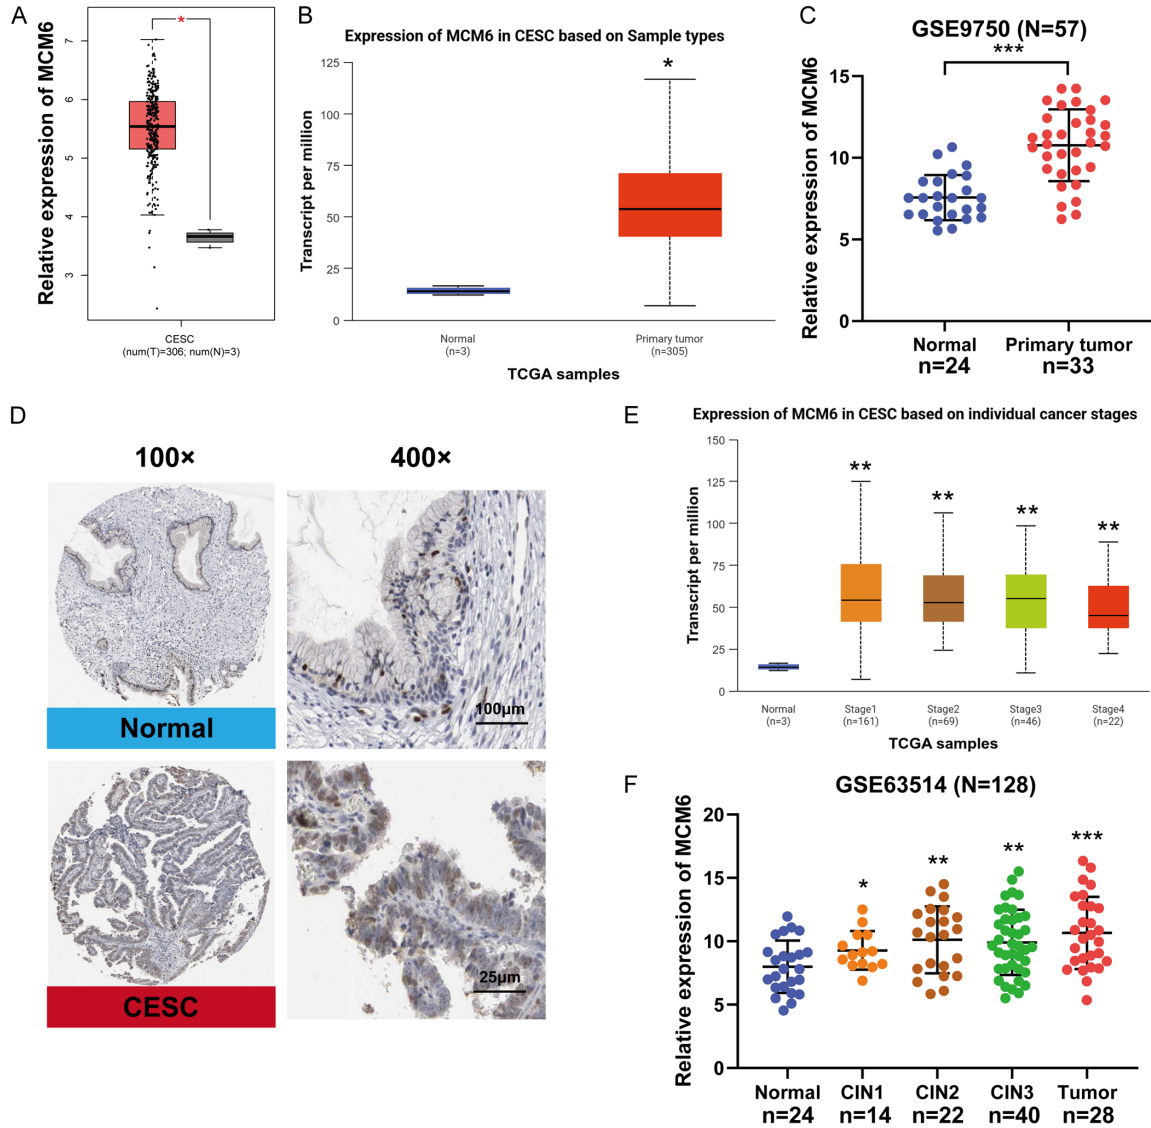 A
Relative expression of MCM6
*
7
6
5
4
3
CESC
(num(T)=306; num(N)=3)
B
Expression of MCM6 in CESC based on Sample types
*
Transcript per million
125
100
75
50
25
0
Normal
(n=3)
Primary tumor
(n=305)
TCGA samples
C
GSE9750 (N=57)
***
Relative expression of MCM6
15
10
5
0
Normal
n=24
Primary tumor
n=33
D
100×
400×
Normal
100μm
CESC
25μm
E
Expression of MCM6 in CESC based on individual cancer stages
Transcript per million
150
125
100
75
50
25
0
**
**
**
**
Normal
(n=3)
Stage1
(n=161)
Stage2
(n=69)
Stage3
(n=46)
Stage4
(n=22)
TCGA samples
F
GSE63514 (N=128)
Relative expression of MCM6
20
15
10
5
0
*
**
**
***
Normal
n=24
CIN1
n=14
CIN2
n=22
CIN3
n=40
Tumor
n=28